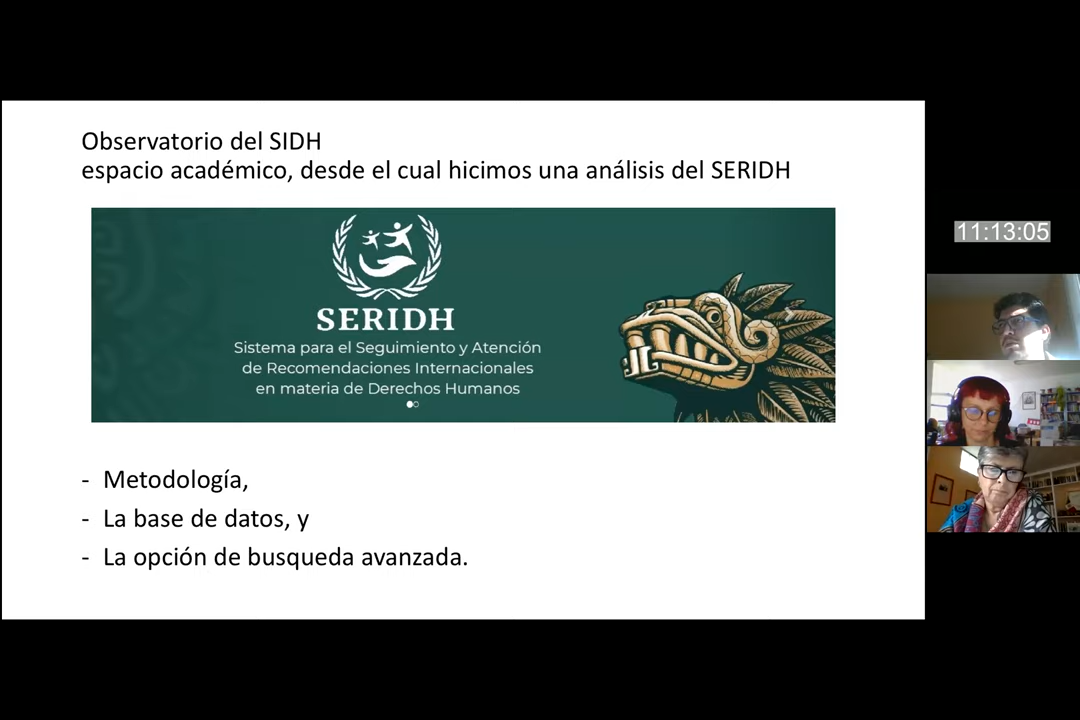 Observatorio del SIDH
espacio académico, desde el cual hicimos una análisis del SERIDH
SERIDH
Sistema para el Seguimiento y Atención
de Recomendaciones Internacionales
en materia de Derechos Humanos
- Metodología,
- La base de datos, y
- La opción de busqueda avanzada.
11:13:05